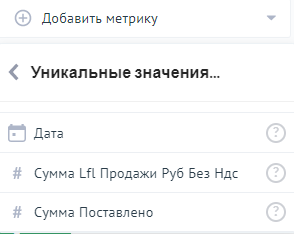 Добавить метрику
Уникальные значения...
Дата
?
# Сумма Lfl Продажи Руб Без Ндс
?
# Сумма Поставлено
?